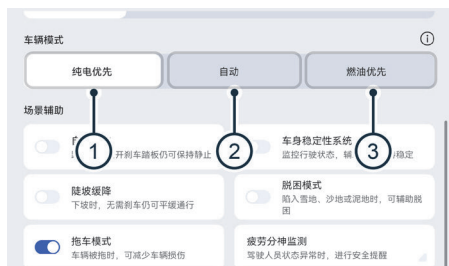 车辆模式
纯电优先
自动
燃油优先
场景辅助
车身稳定性系统
开刹车踏板仍可保持静止
监控行驶状态，辅
稳定
1
2
3
陡坡缓降
下坡时，无需刹车仍可平缓通行
脱困模式
陷入雪地、沙地或泥地时，可辅助脱
困
拖车模式
车辆被拖时，可减少车辆损伤
疲劳分神监测
驾驶人员状态异常时，进行安全提醒